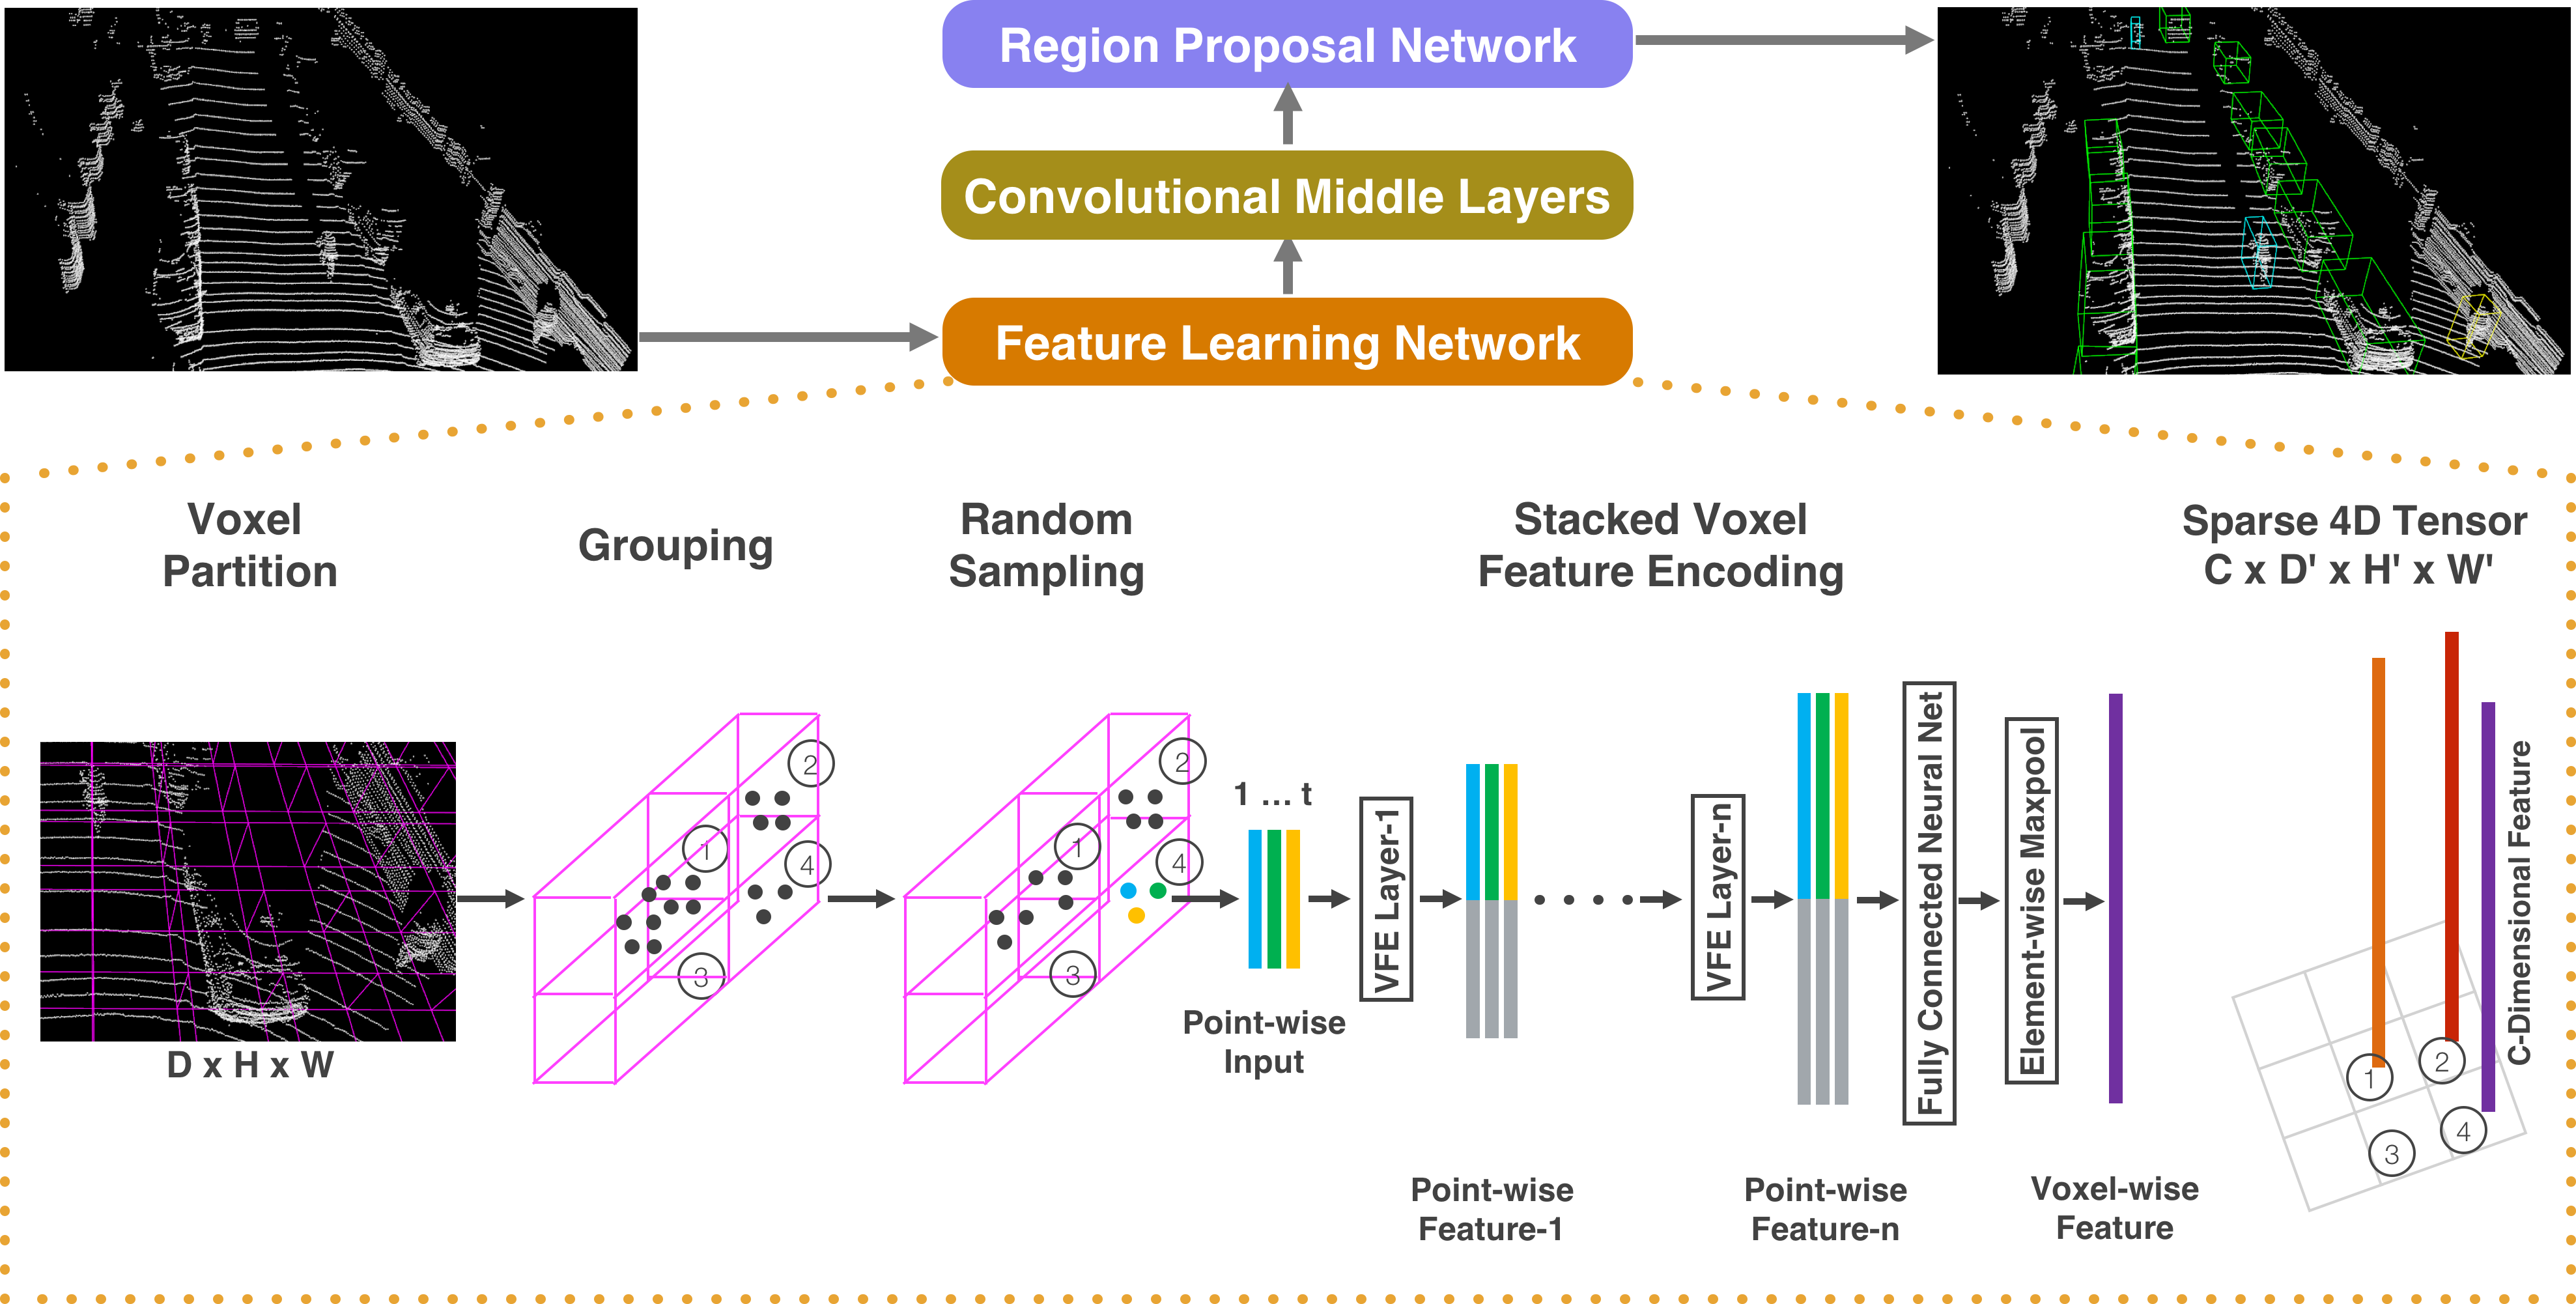 Region Proposal Network
Convolutional Middle Layers
Feature Learning Network
Voxel
Partition
Grouping
Random
Sampling
Stacked Voxel
Feature Encoding
Sparse 4D Tensor
C x D' x H' x W'
D x H x W
1
2
3
4
1
2
3
4
1 ... t
Point-wise
Input
VFE Layer-1
Point-wise
Feature-1
VFE Layer-n
Point-wise
Feature-n
Fully Connected Neural Net
Element-wise Maxpool
Voxel-wise
Feature
C-Dimensional Feature
1
2
3
4